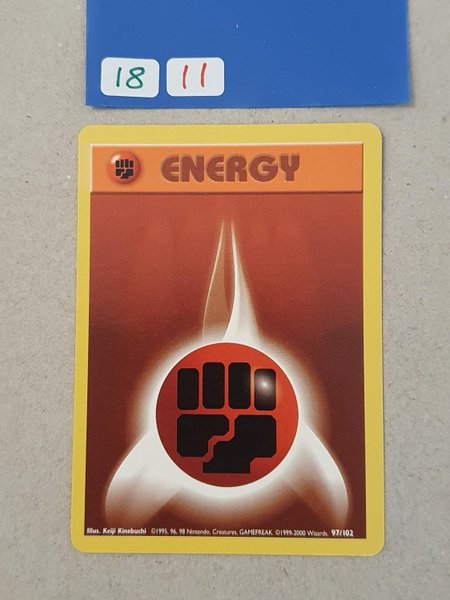 18 11
ENERGY
Illus. Keiji Kinebuchi ©1995, 96, 98 Nintendo, Creatures, GAMEFREAK. ©1999-2000 Wizards. 97/102